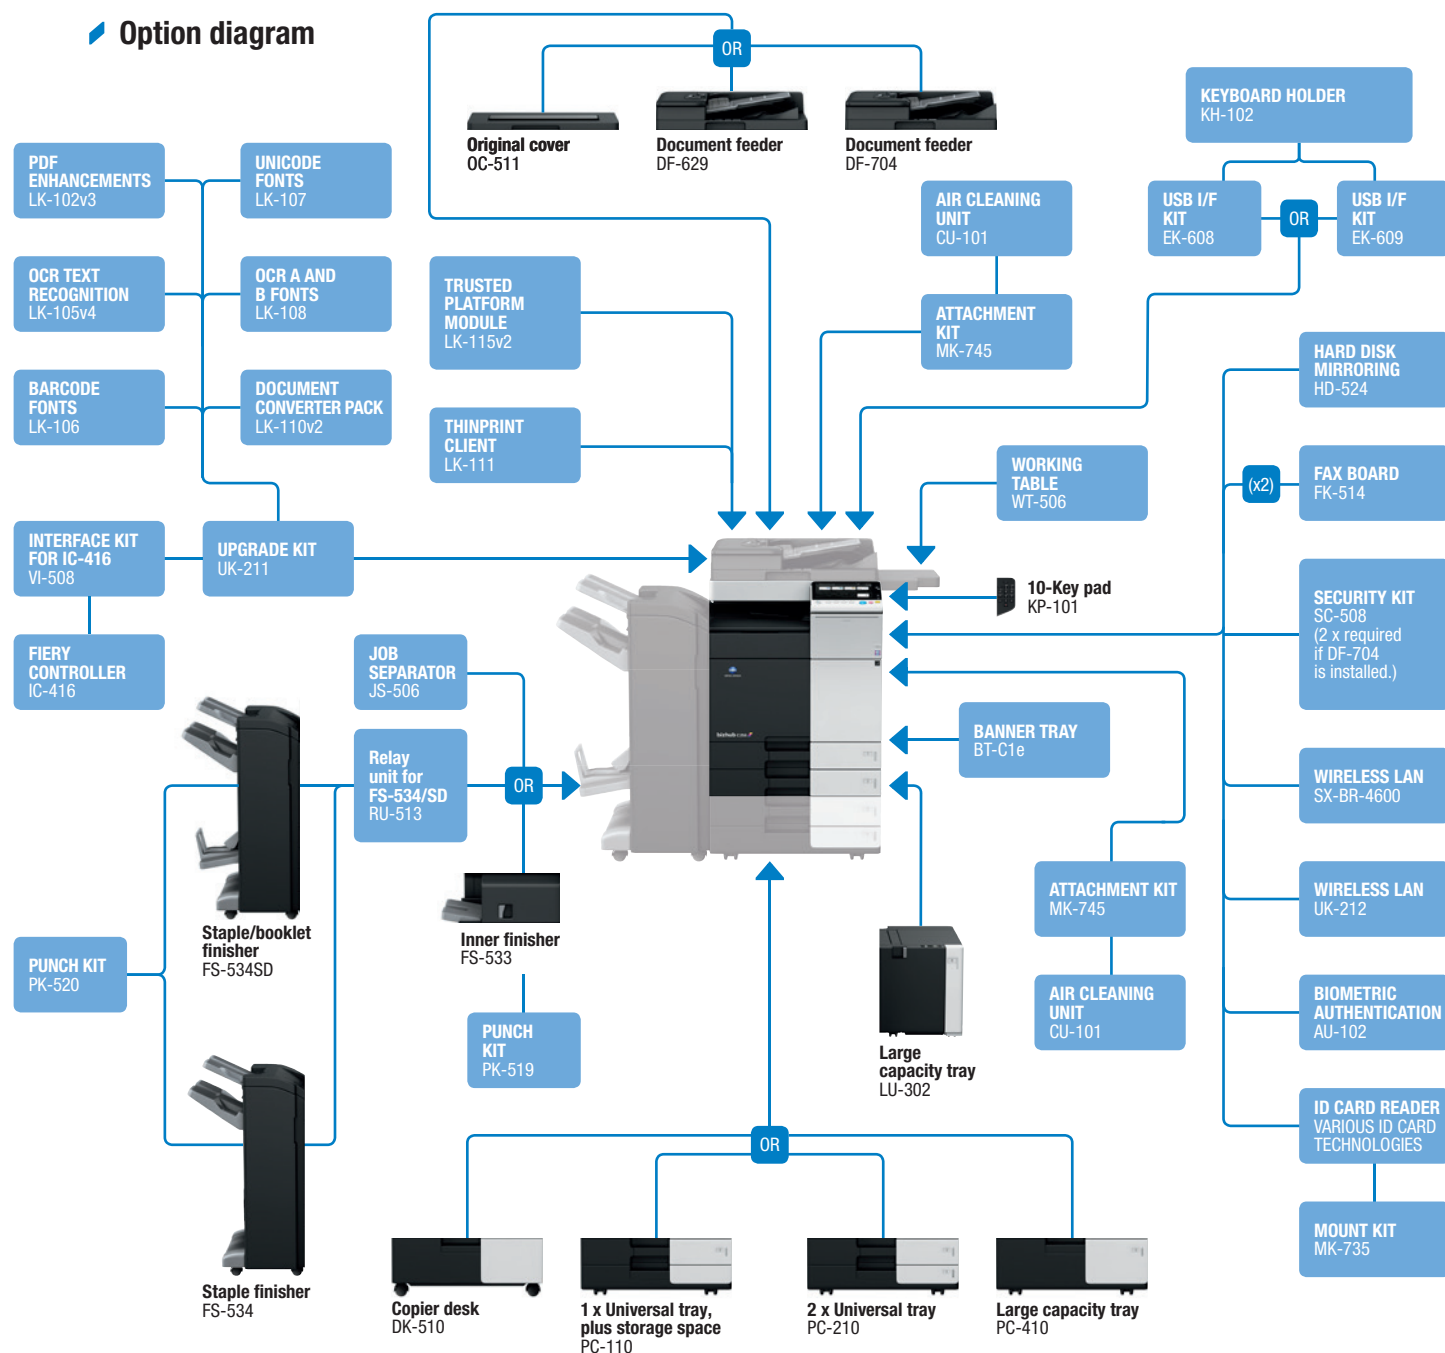 Option diagram
OR
Original cover
OC-511
Document feeder
DF-629
Document feeder
DF-704
KEYBOARD HOLDER
KH-102
PDF
ENHANCEMENTS
LK-102v3
UNICODE
FONTS
LK-107
AIR CLEANING
UNIT
CU-101
USB I/F
KIT
EK-608
OR
USB I/F
KIT
EK-609
OCR TEXT
RECOGNITION
LK-105v4
OCR A AND
B FONTS
LK-108
TRUSTED
PLATFORM
MODULE
LK-115v2
ATTACHMENT
KIT
MK-745
HARD DISK
MIRRORING
HD-524
BARCODE
FONTS
LK-106
DOCUMENT
CONVERTER PACK
LK-110v2
THINPRINT
CLIENT
LK-111
WORKING
TABLE
WT-506
(x2)
FAX BOARD
FK-514
INTERFACE KIT
FOR IC-416
VI-508
UPGRADE KIT
UK-211
10-Key pad
KP-101
SECURITY KIT
SC-508
(2 x required
if DF-704
is installed.)
FIERY
CONTROLLER
IC-416
JOB
SEPARATOR
JS-506
BANNER TRAY
BT-C1e
Relay
unit for
FS-534/SD
RU-513
OR
WIRELESS LAN
SX-BR-4600
ATTACHMENT KIT
MK-745
WIRELESS LAN
UK-212
Staple/booklet
finisher
FS-534SD
Inner finisher
FS-533
PUNCH KIT
PK-520
AIR CLEANING
UNIT
CU-101
BIOMETRIC
AUTHENTICATION
AU-102
PUNCH
KIT
PK-519
Large
capacity tray
LU-302
ID CARD READER
VARIOUS ID CARD
TECHNOLOGIES
OR
MOUNT KIT
MK-735
Staple finisher
FS-534
Copier desk
DK-510
1 x Universal tray,
plus storage space
PC-110
2 x Universal tray
PC-210
Large capacity tray
PC-410